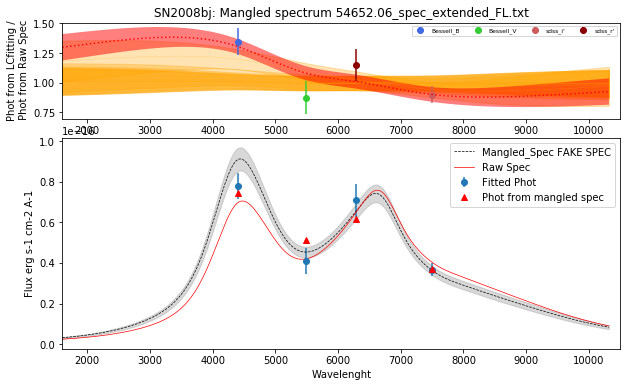 SN2008bj: Mangled spectrum 54652.06_spec_extended_FL.txt
Phot from LCfitting /
Phot from Raw Spec
1.50
1.25
1.00
0.75
Bessell_B
Bessell_V
sdss_i'
sdss_r'
2000 3000 4000 5000 6000 7000 8000 9000 10000
1e−16
1.0
0.8
0.6
0.4
0.2
0.0
Flux erg s-1 cm-2 A-1
Mangled_Spec FAKE SPEC
Raw Spec
Fitted Phot
Phot from mangled spec
2000 3000 4000 5000 6000 7000 8000 9000 10000
Wavelenght